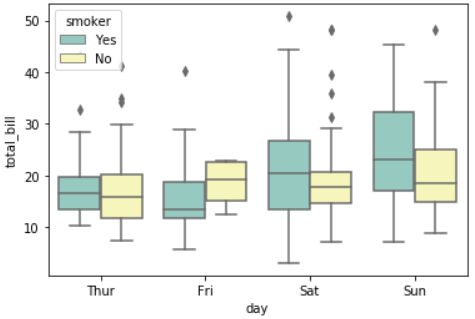 smoker
Yes
No
50
40
30
20
10
total_bill
Thur
Fri
Sat
Sun
day